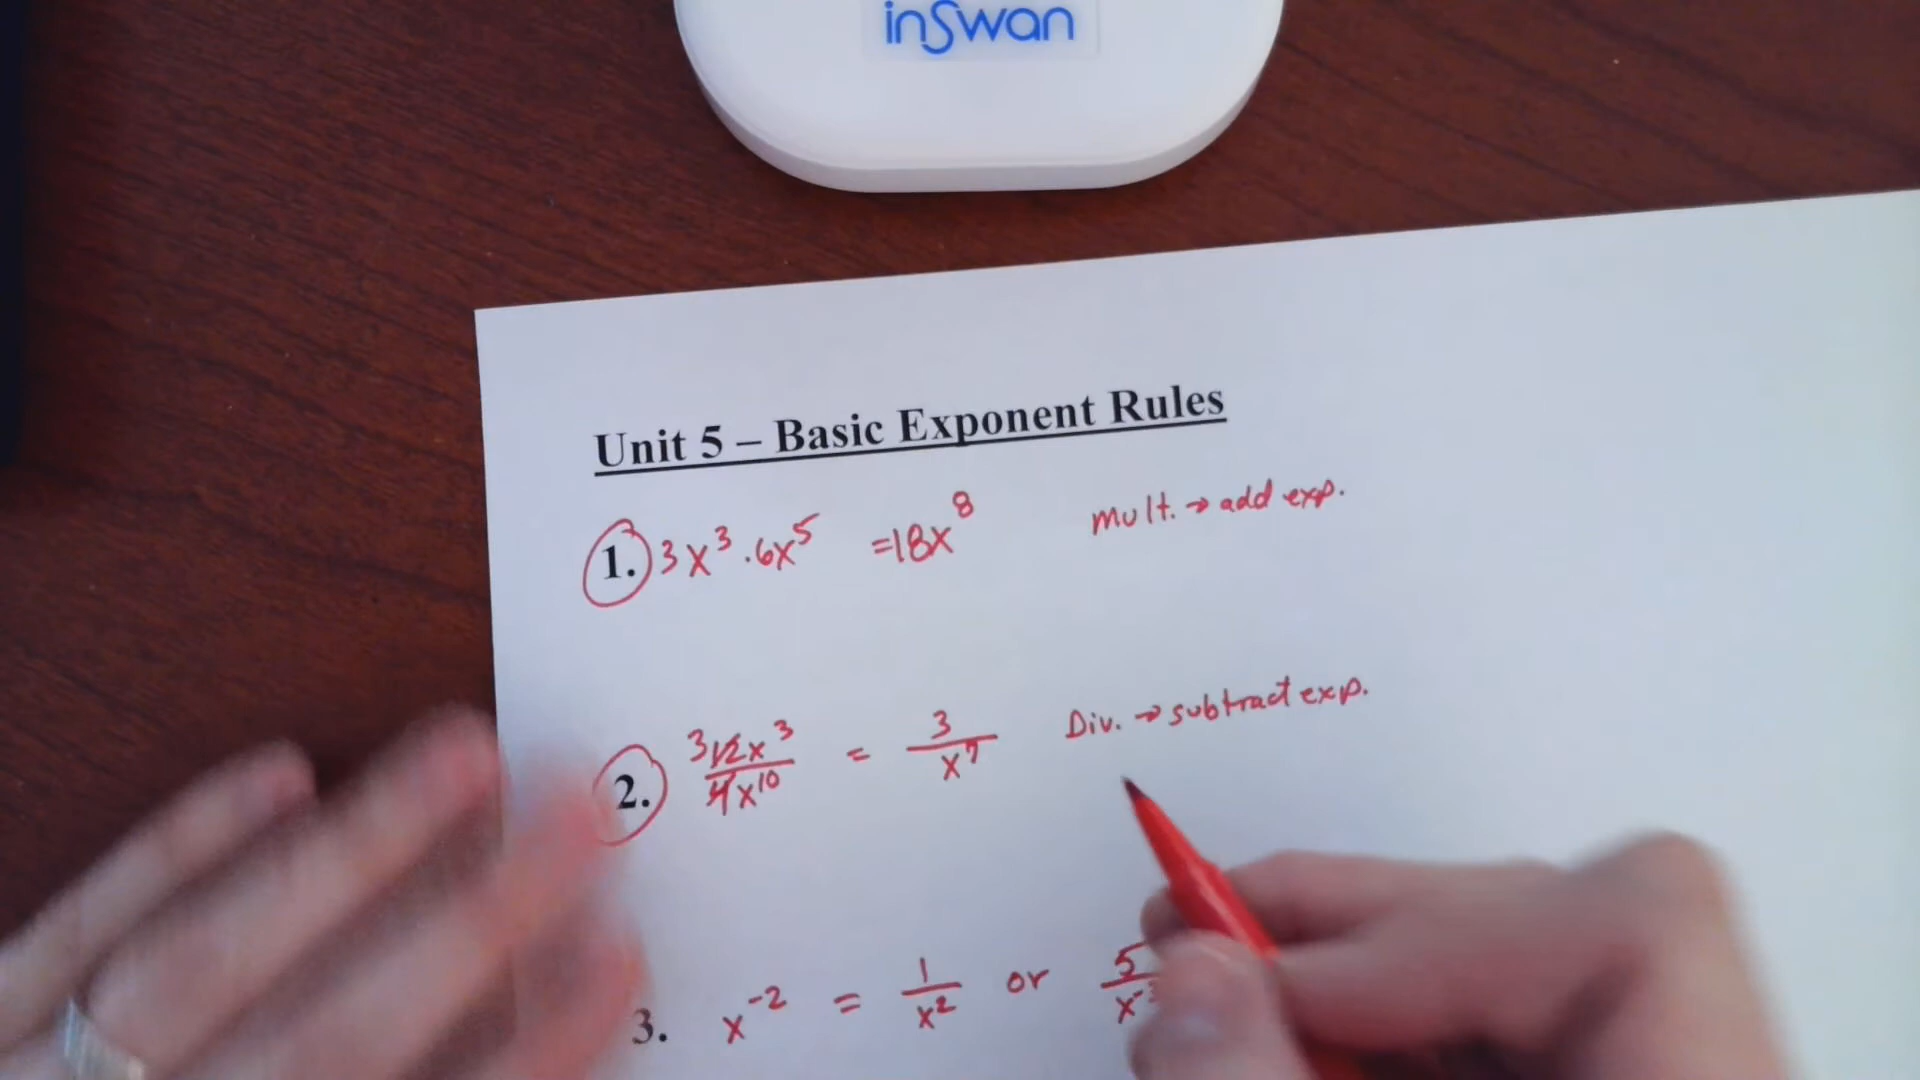 inSwan
Unit 5 – Basic Exponent Rules
1. 3x³ · 6x⁵ = 18x⁸ mult. → add exp.
2. 3 12x³ / 4x¹⁰ = 3 / x⁷ Div. → subtract exp.
3. x⁻² = 1 / x² or 5 / x